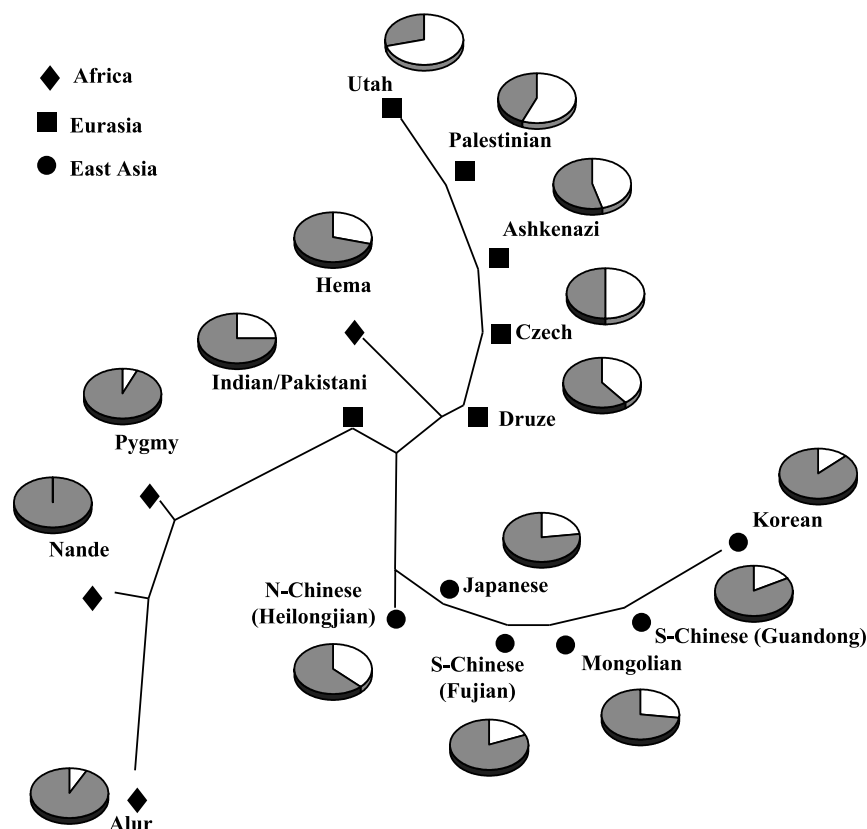 Africa
Eurasia
East Asia
Utah
Palestinian
Ashkenazi
Hema
Czech
Indian/Pakistani
Druze
Pygmy
Korean
Nande
Japanese
N-Chinese
(Heilongjian)
S-Chinese (Guandong)
S-Chinese
(Fujian)
Mongolian
Alur